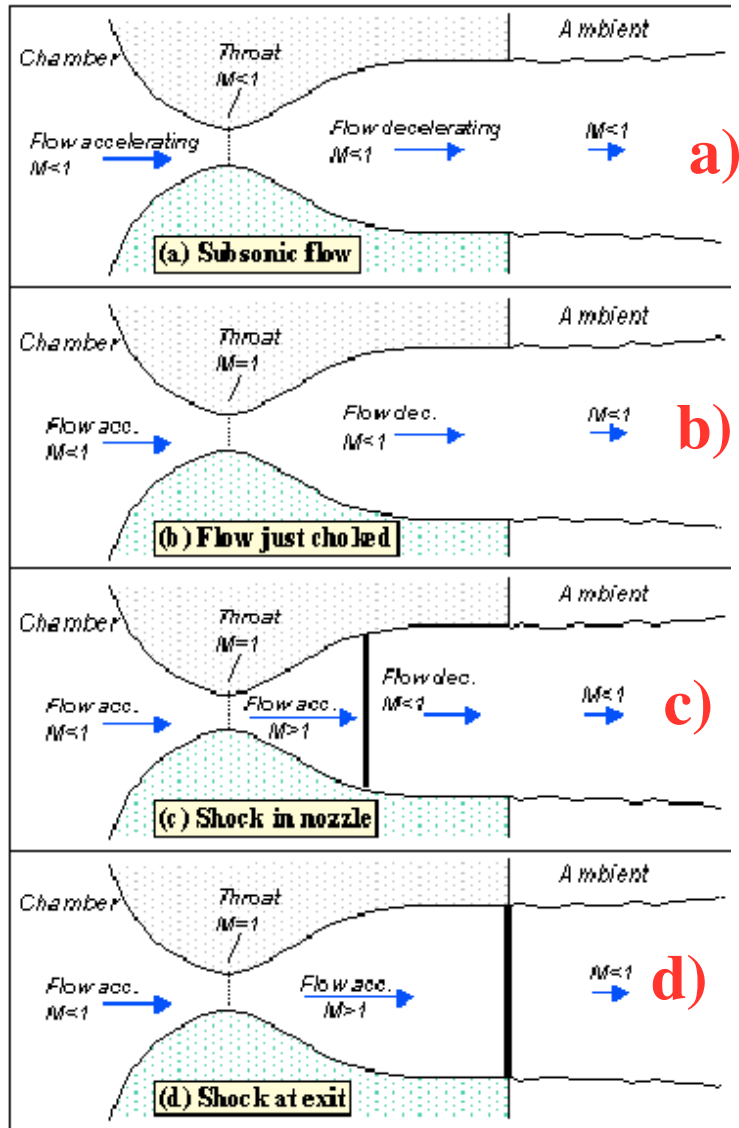 Ambient
Chamber
Throat
M<1
Flow accelerating
M<1
Flow decelerating
M<1
M<1
a)
(a) Subsonic flow
Ambient
Chamber
Throat
M=1
Flow acc.
M<1
Flow dec.
M<1
M<1
b)
(b) Flow just choked
Ambient
Chamber
Throat
M=1
Flow acc.
M<1
Flow acc.
M>1
Flow dec.
M<1
M<1
c)
(c) Shock in nozzle
Ambient
Chamber
Throat
M=1
Flow acc.
M<1
Flow acc.
M>1
M<1
d)
(d) Shock at exit